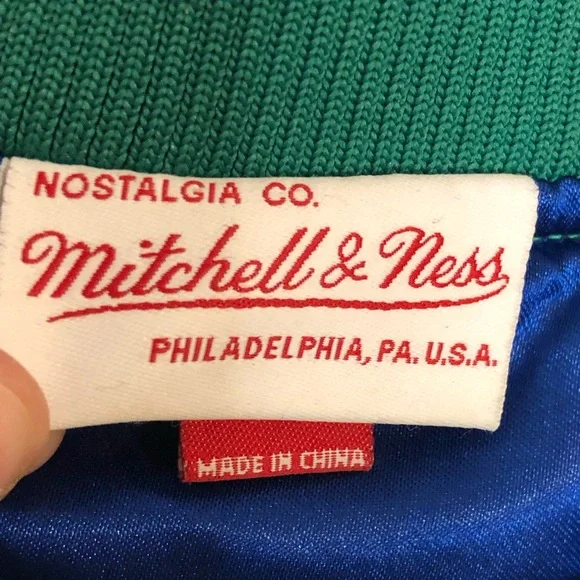 NOSTALGIA CO.
Mitchell & Ness
PHILADELPHIA, PA. U.S.A.
MADE IN CHINA